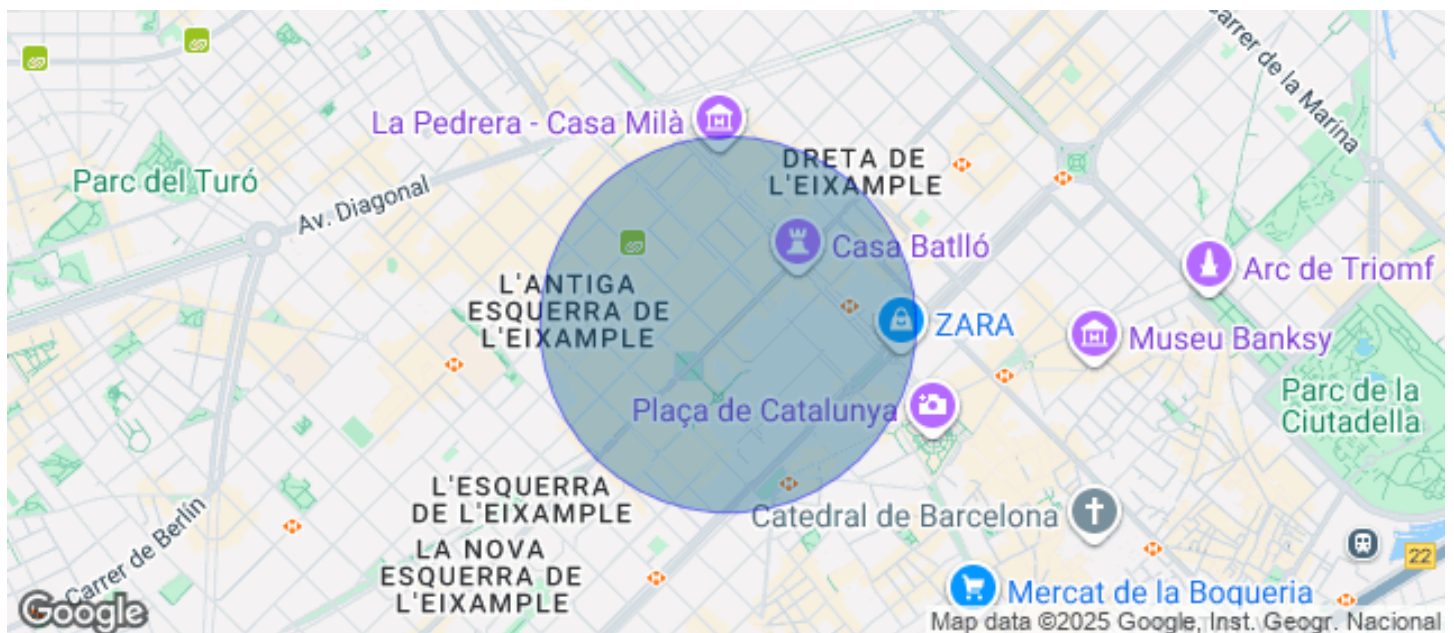 Carrer de la Marina
La Pedrera - Casa Milà
DRETA DE
L'EIXAMPLE
Parc del Turó
Av. Diagonal
Casa Batlló
Arc de Triomf
L'ANTIGA
ESQUERRA DE
L'EIXAMPLE
ZARA
Museu Banksy
Parc de la
Ciutadella
Plaça de Catalunya
L'ESQUERRA
DE L'EIXAMPLE
Catedral de Barcelona
LA NOVA
ESQUERRA DE
L'EIXAMPLE
Carrer de Berlín
22
Mercat de la Boqueria
Google
Map data ©2025 Google, Inst. Geogr. Nacional